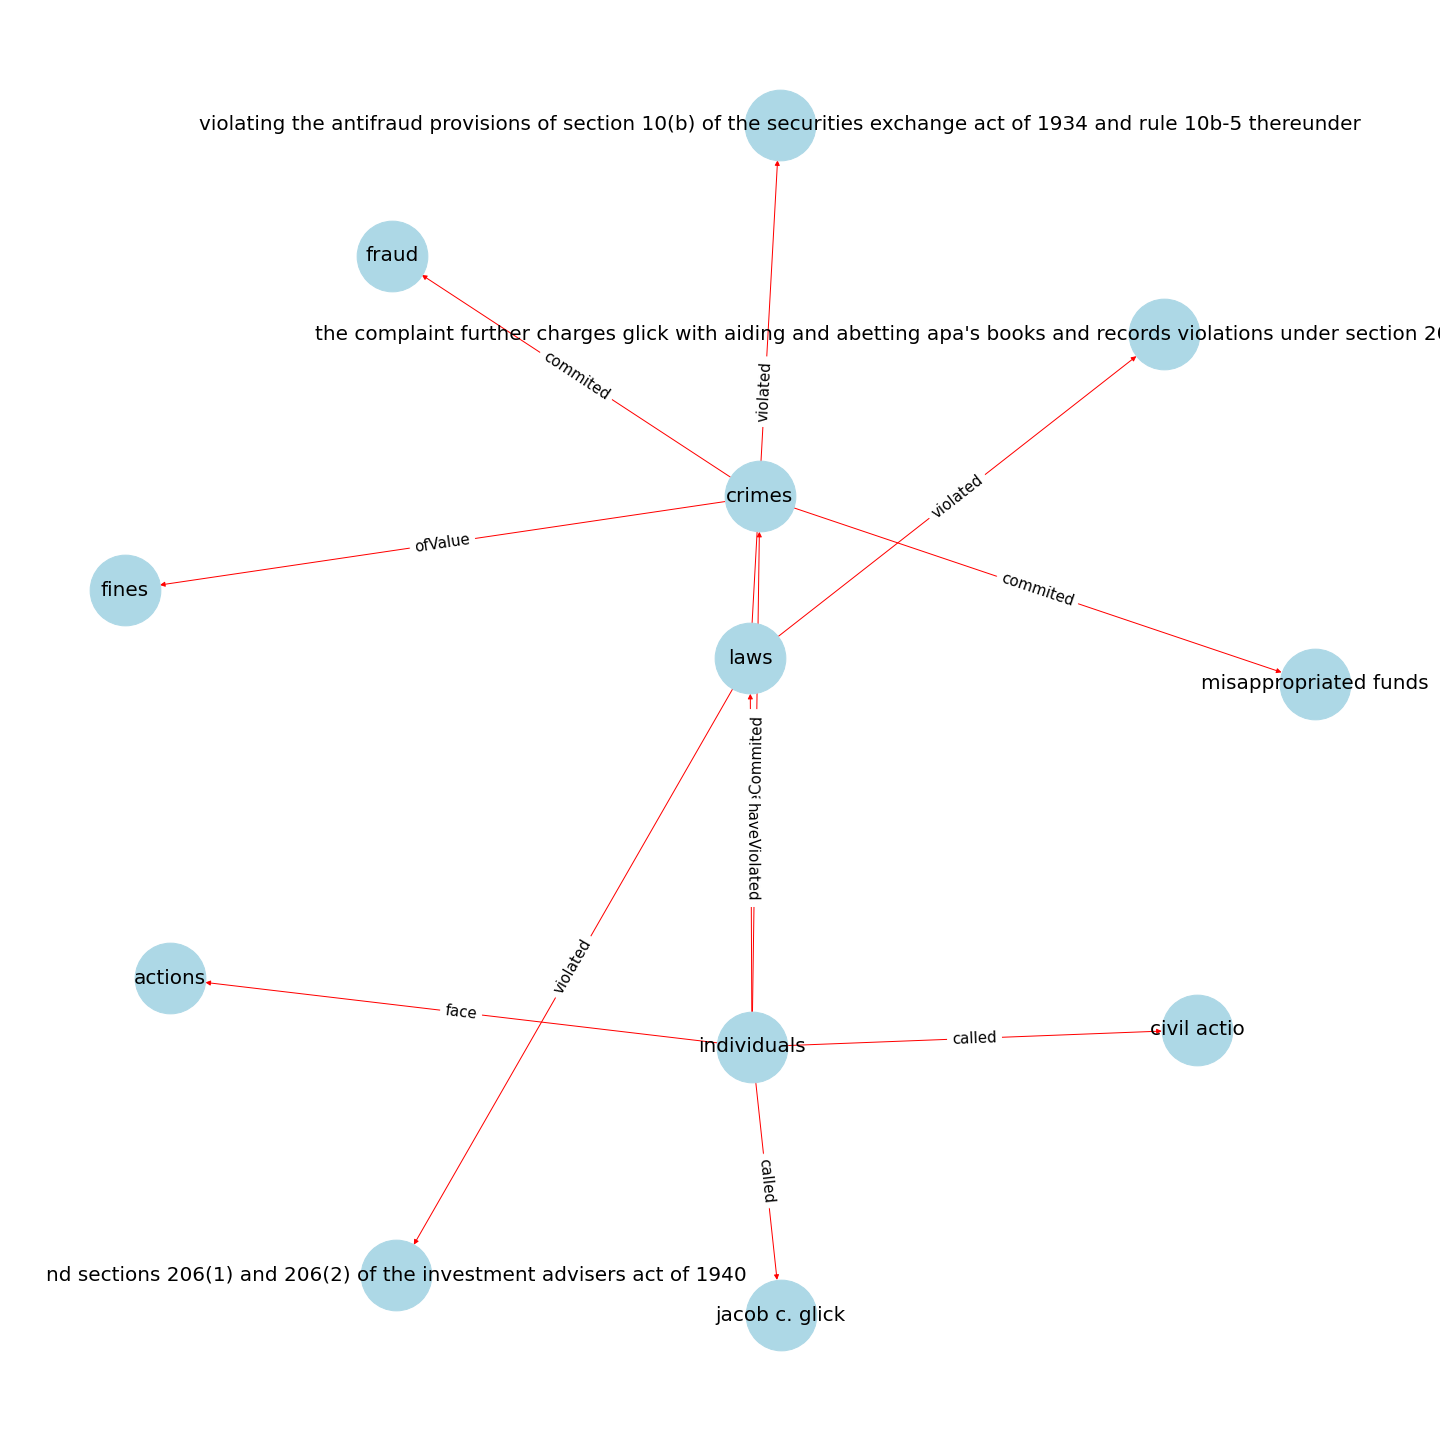 violating the antifraud provisions of section 10(b) of the securities exchange act of 1934 and rule 10b-5 thereunder
fraud
the complaint further charges glick with aiding and abetting apa's books and records violations under section 20
commited
violated
crimes
violated
ofValue
fines
commited
laws
misappropriated funds
haveViolated
violated
actions
face
individuals
called
civil actio
called
nd sections 206(1) and 206(2) of the investment advisers act of 1940
jacob c. glick